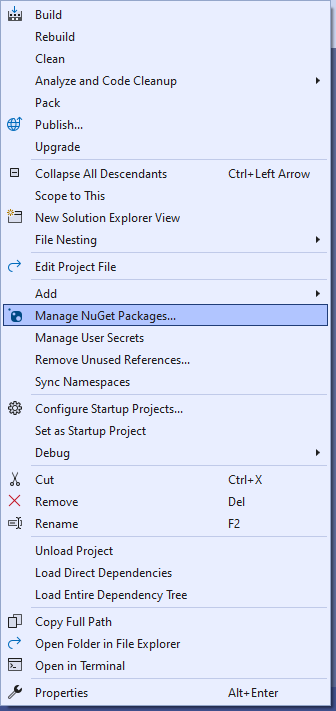 Build
Rebuild
Clean
Analyze and Code Cleanup
Pack
Publish...
Upgrade
Collapse All Descendants Ctrl+Left Arrow
Scope to This
New Solution Explorer View
File Nesting
Edit Project File
Add
Manage NuGet Packages...
Manage User Secrets
Remove Unused References...
Sync Namespaces
Configure Startup Projects...
Set as Startup Project
Debug
Cut Ctrl+X
Remove Del
Rename F2
Unload Project
Load Direct Dependencies
Load Entire Dependency Tree
Copy Full Path
Open Folder in File Explorer
Open in Terminal
Properties Alt+Enter